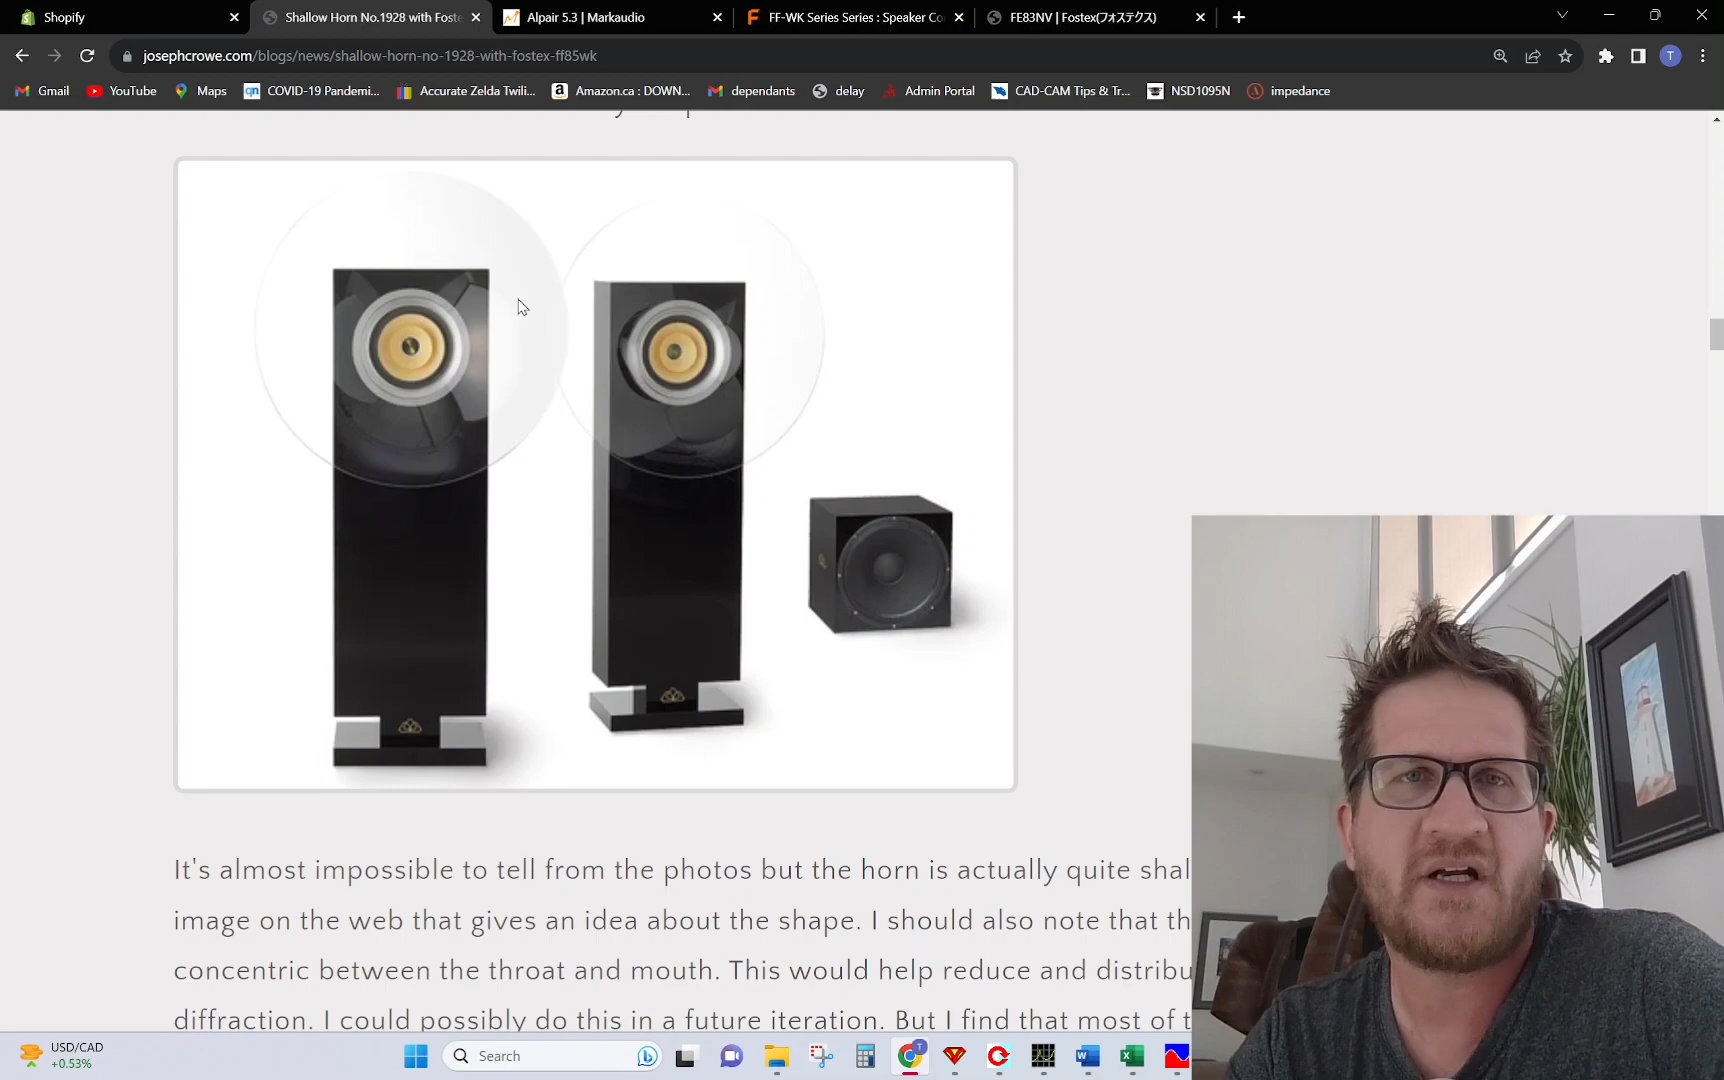 Shopify
Shallow Horn No.1928 with Foste
Alpair 5.3 | Markaudio
FF-WK Series Series : Speaker Co
FE83NV | Fostex(フォステクス)
josephcrowe.com/blogs/news/shallow-horn-no-1928-with-fostex-ff85wk
T
Gmail
YouTube
Maps
COVID-19 Pandemi...
Accurate Zelda Twili...
Amazon.ca : DOWN...
dependants
delay
Admin Portal
CAD-CAM Tips & Tr...
NSD1095N
impedance
It's almost impossible to tell from the photos but the horn is actually quite shal
image on the web that gives an idea about the shape. I should also note that th
concentric between the throat and mouth. This would help reduce and distribu
diffraction. I could possibly do this in a future iteration. But I find that most of t
USD/CAD
+0.53%
Search